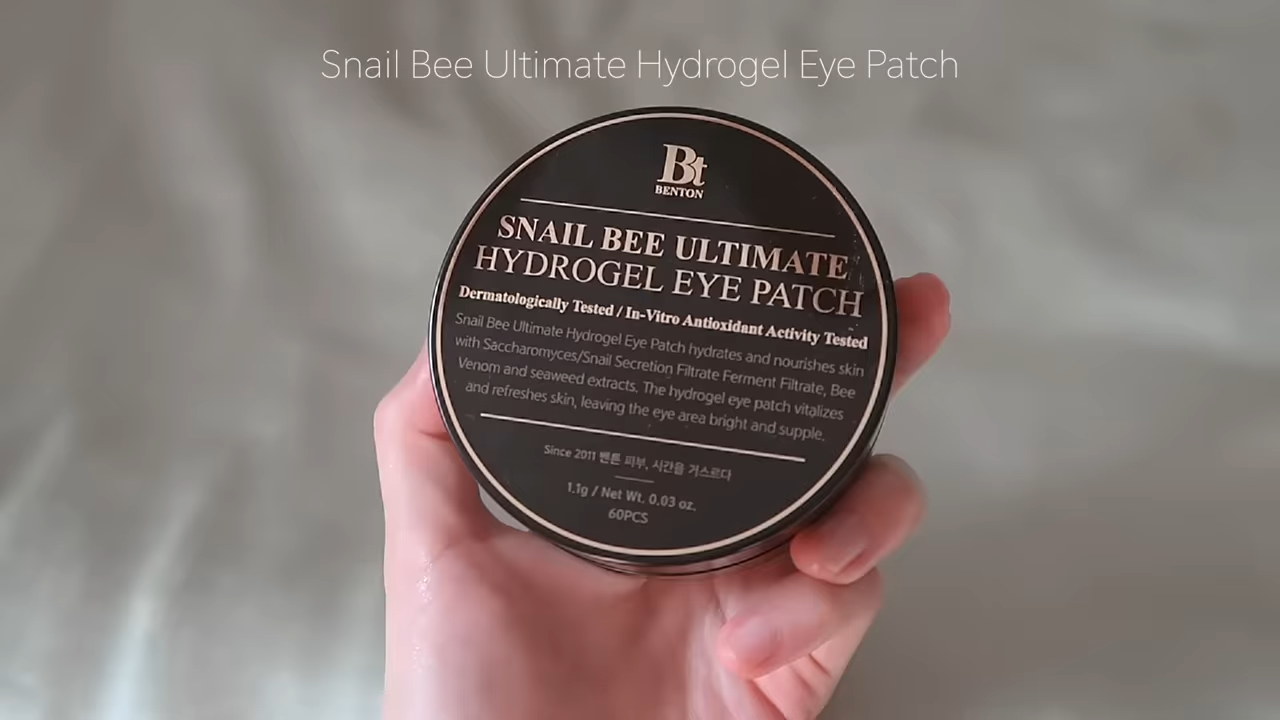 Snail Bee Ultimate Hydrogel Eye Patch
Bt
BENTON
SNAIL BEE ULTIMATE
HYDROGEL EYE PATCH
Dermatologically Tested / In-Vitro Antioxidant Activity Tested
Snail Bee Ultimate Hydrogel Eye Patch hydrates and nourishes skin
with Saccharomyces/Snail Secretion Filtrate Ferment Filtrate, Bee
Venom and seaweed extracts. The hydrogel eye patch vitalizes
and refreshes skin, leaving the eye area bright and supple.
Since 2011 벤튼 피부, 시간을 거스르다
1.1g / Net Wt. 0.03 oz.
60PCS